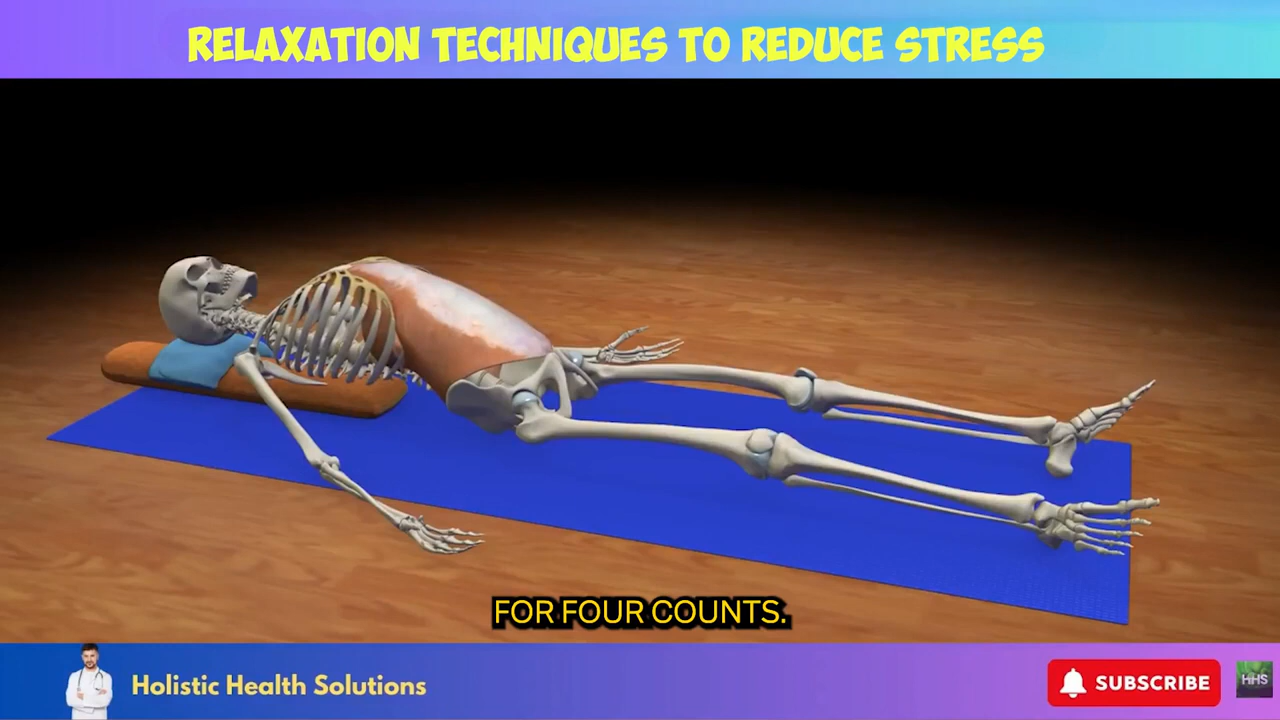 RELAXATION TECHNIQUES TO REDUCE STRESS
FOR FOUR COUNTS.
Holistic Health Solutions
SUBSCRIBE
HHS